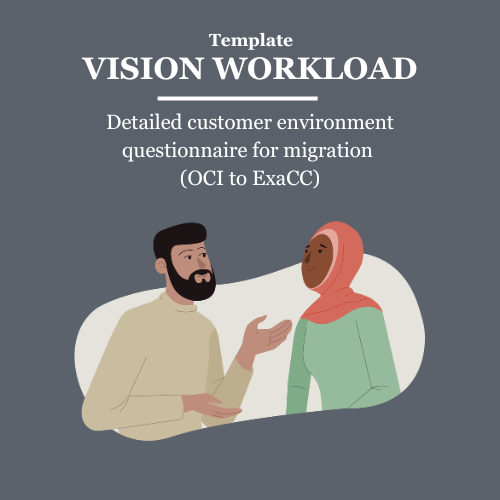 Template
VISION WORKLOAD
Detailed customer environment
questionnaire for migration
(OCI to ExaCC)